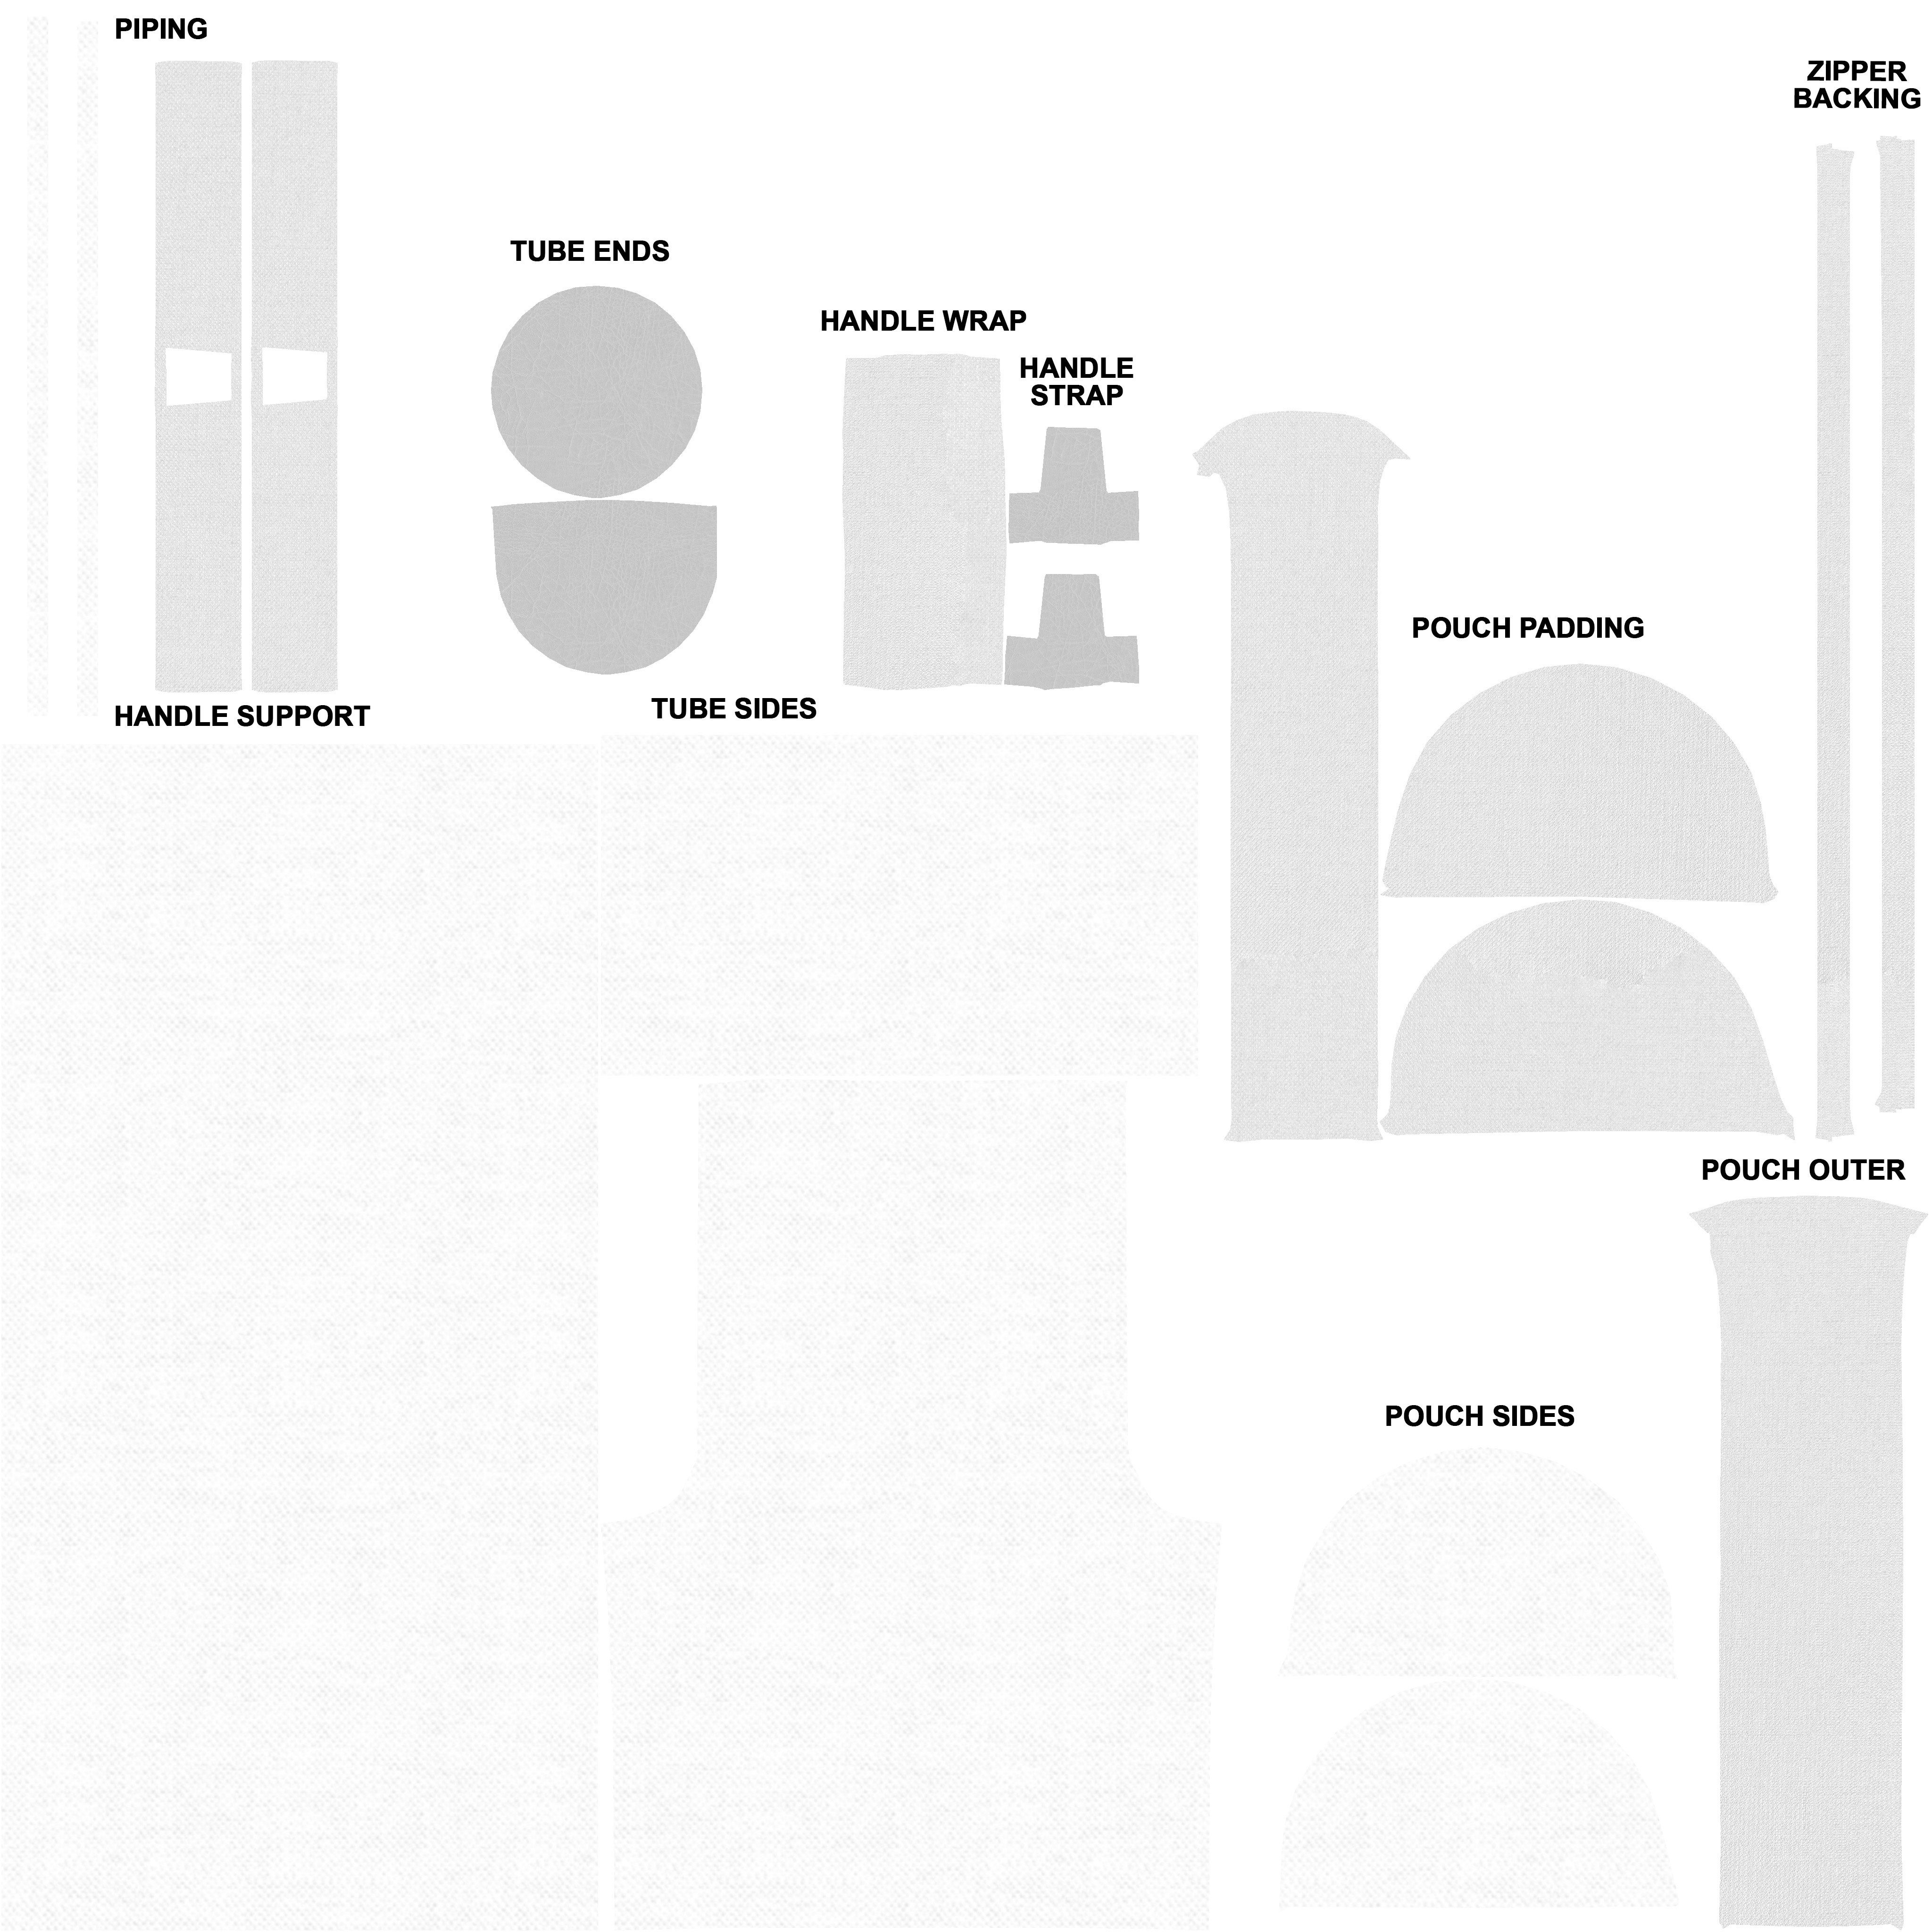 PIPING
ZIPPER
BACKING
TUBE ENDS
HANDLE WRAP
HANDLE
STRAP
POUCH PADDING
TUBE SIDES
HANDLE SUPPORT
POUCH OUTER
POUCH SIDES